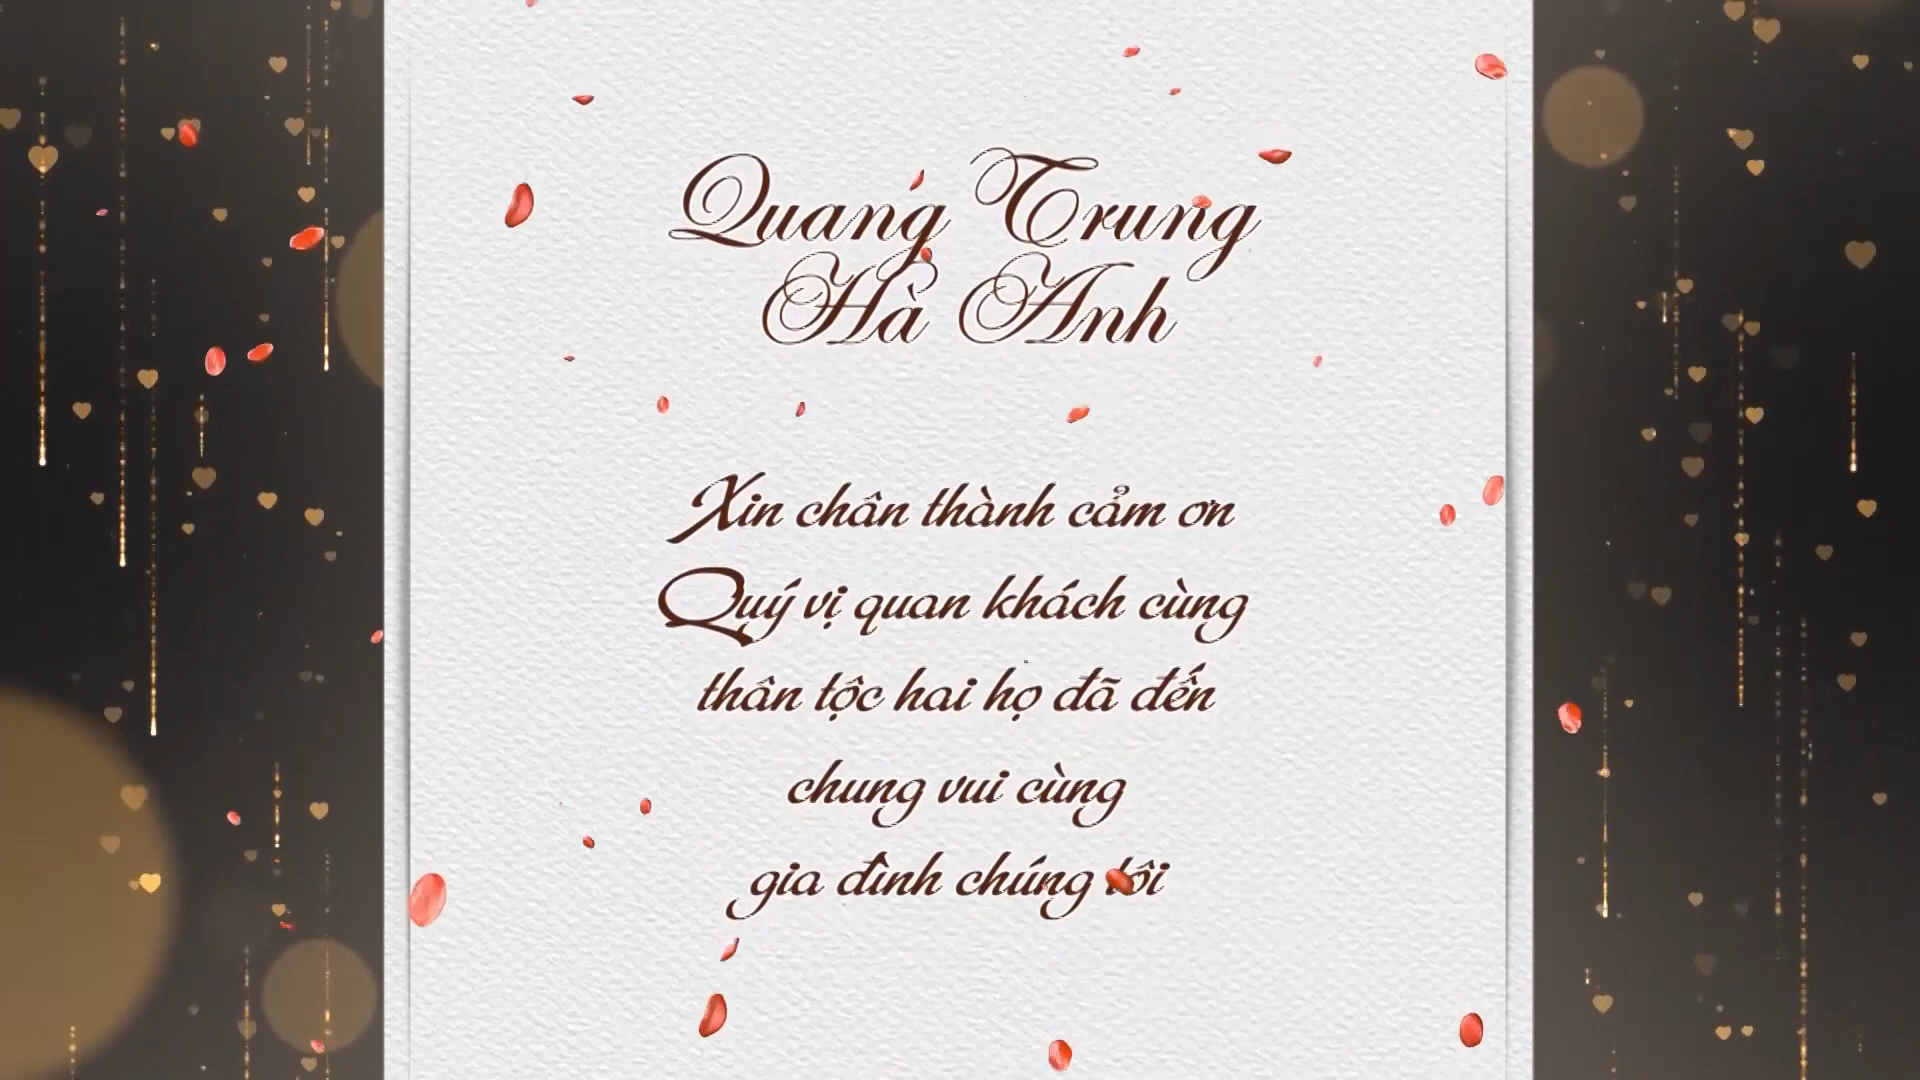 Quang Trung
Hà Anh
Xin chân thành cảm ơn
Quý vị quan khách cùng
thân tộc hai họ đã đến
chung vui cùng
gia đình chúng tôi